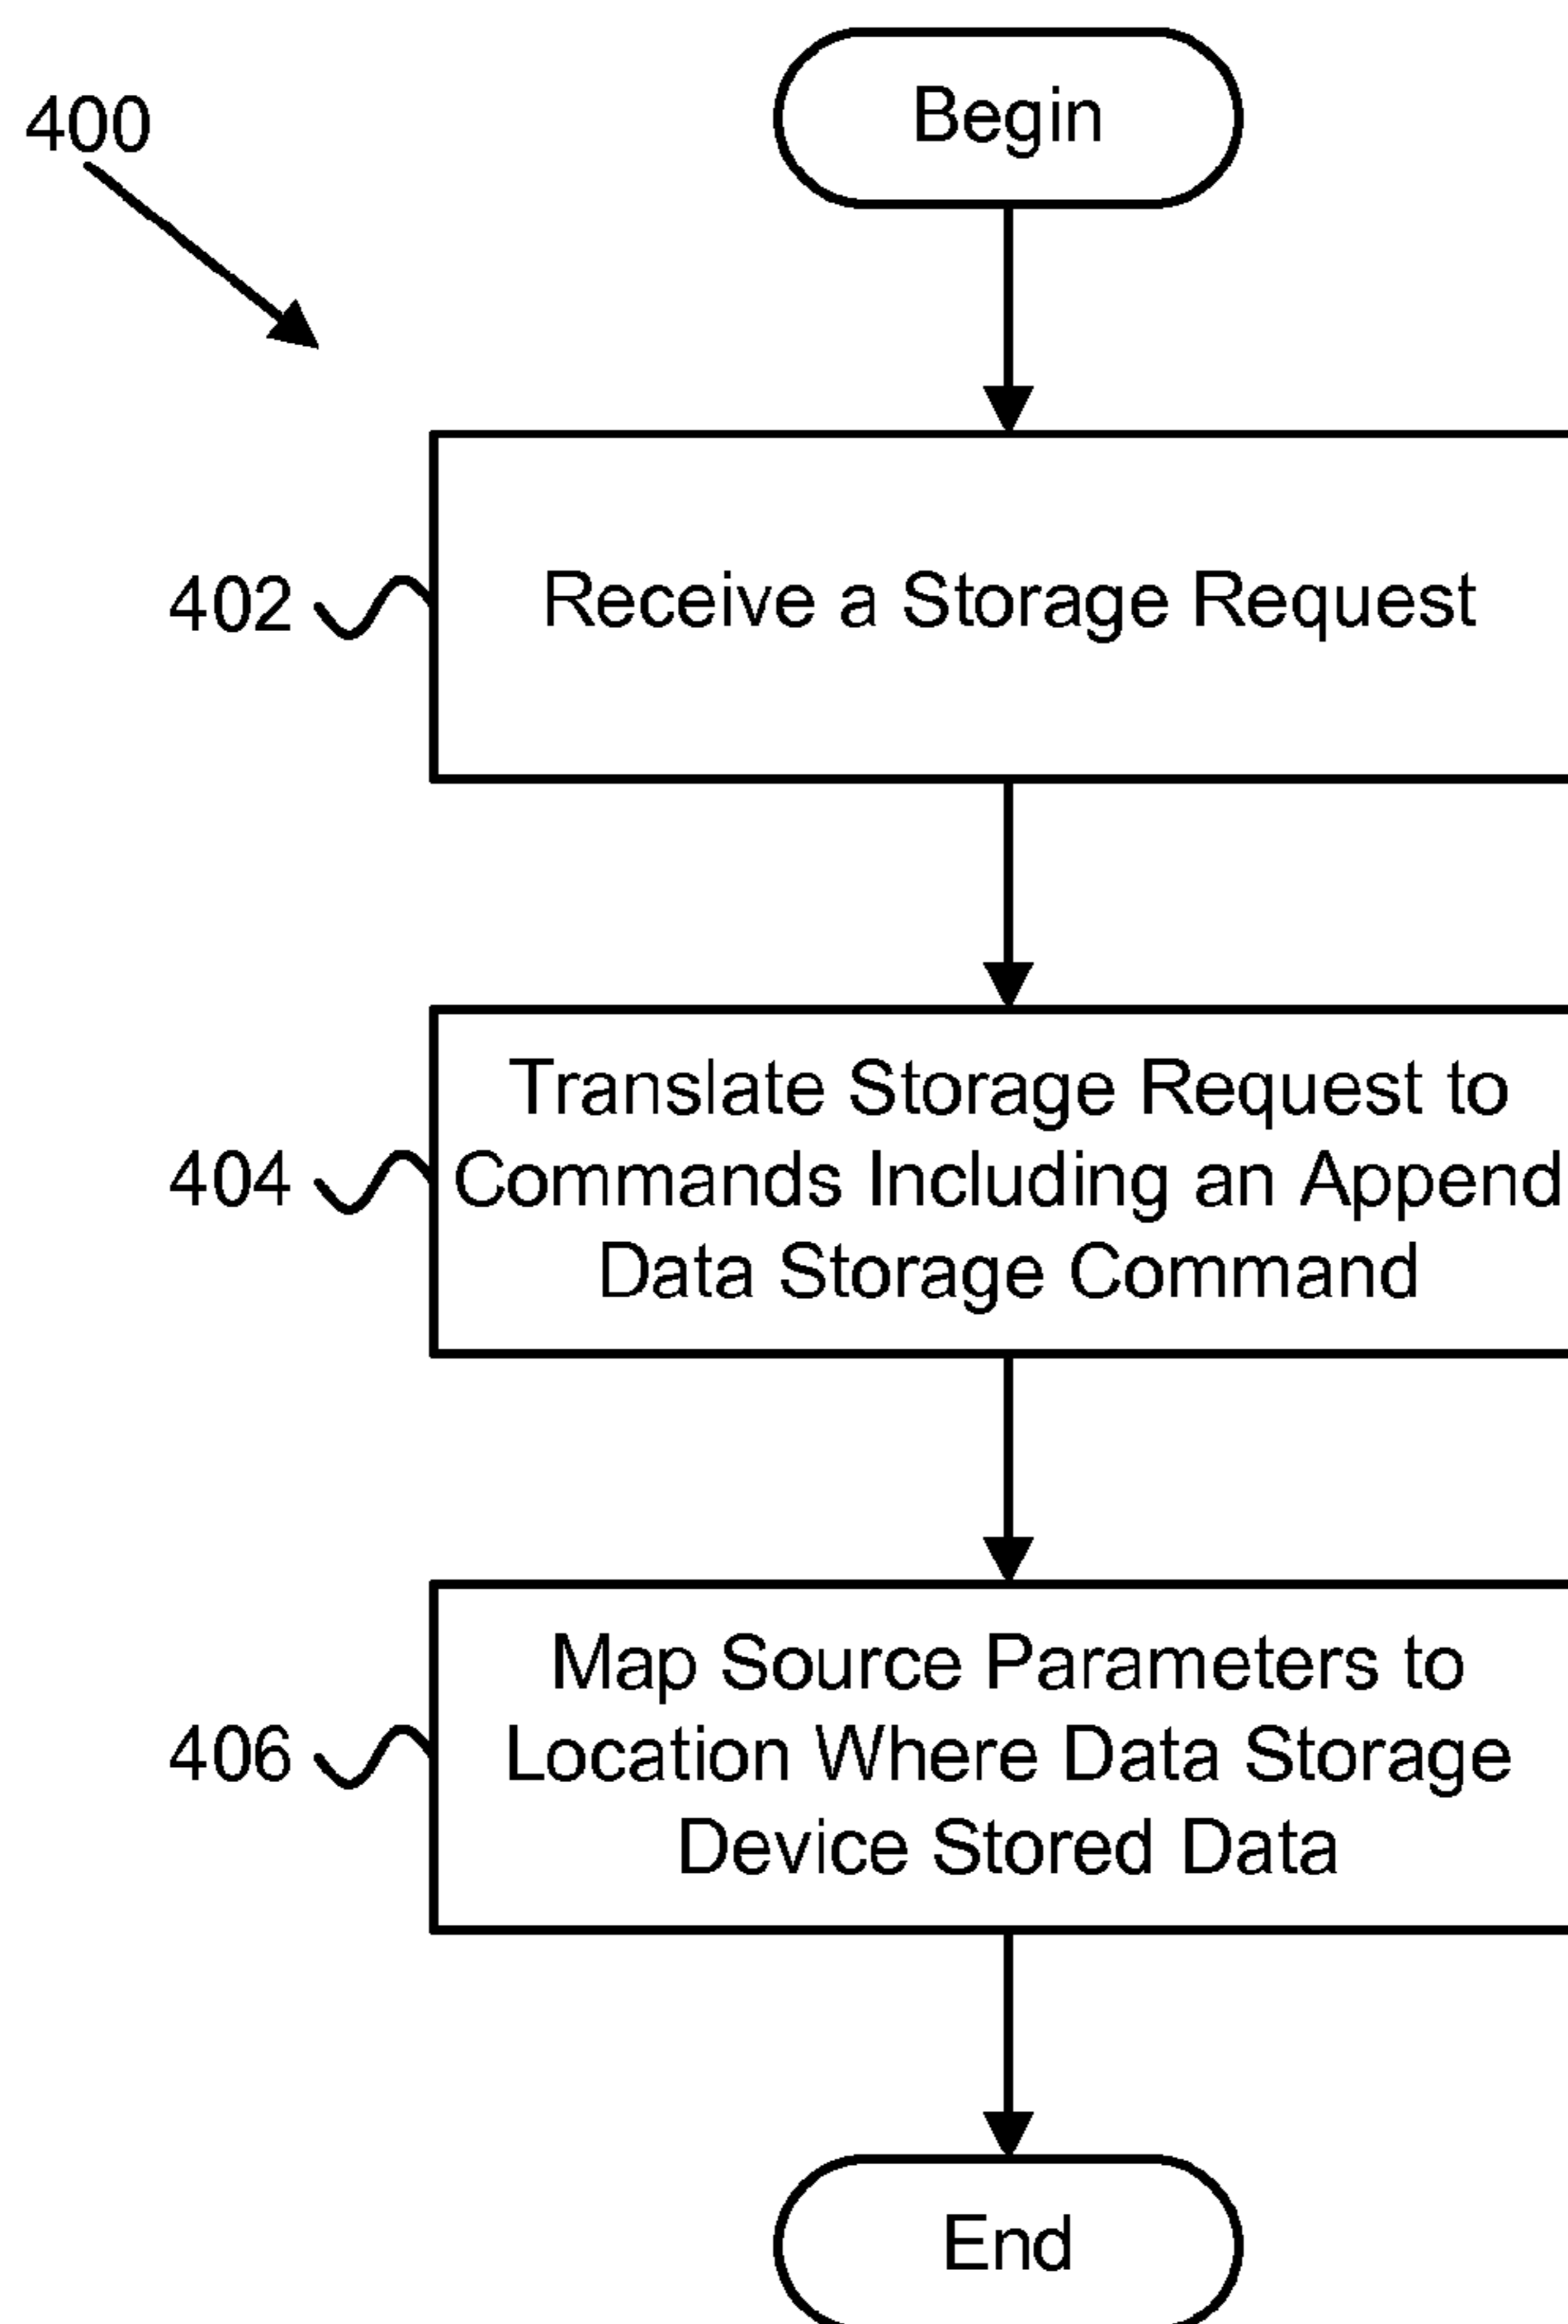 400
Begin
402
Receive a Storage Request
404
Translate Storage Request to
Commands Including an Append
Data Storage Command
406
Map Source Parameters to
Location Where Data Storage
Device Stored Data
End